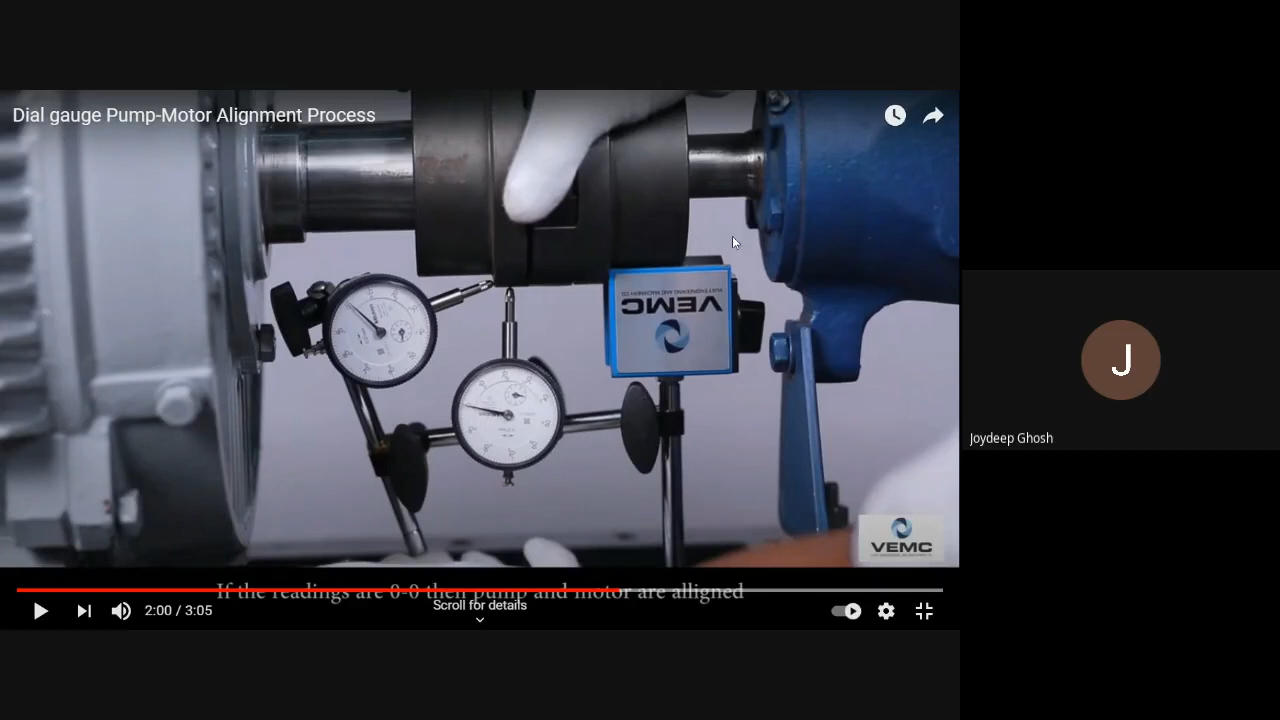 Dial gauge Pump-Motor Alignment Process
VEMC
J
Joydeep Ghosh
VEMC
If the readings are 0-0 then pump and motor are alligned
Scroll for details
2:00 / 3:05